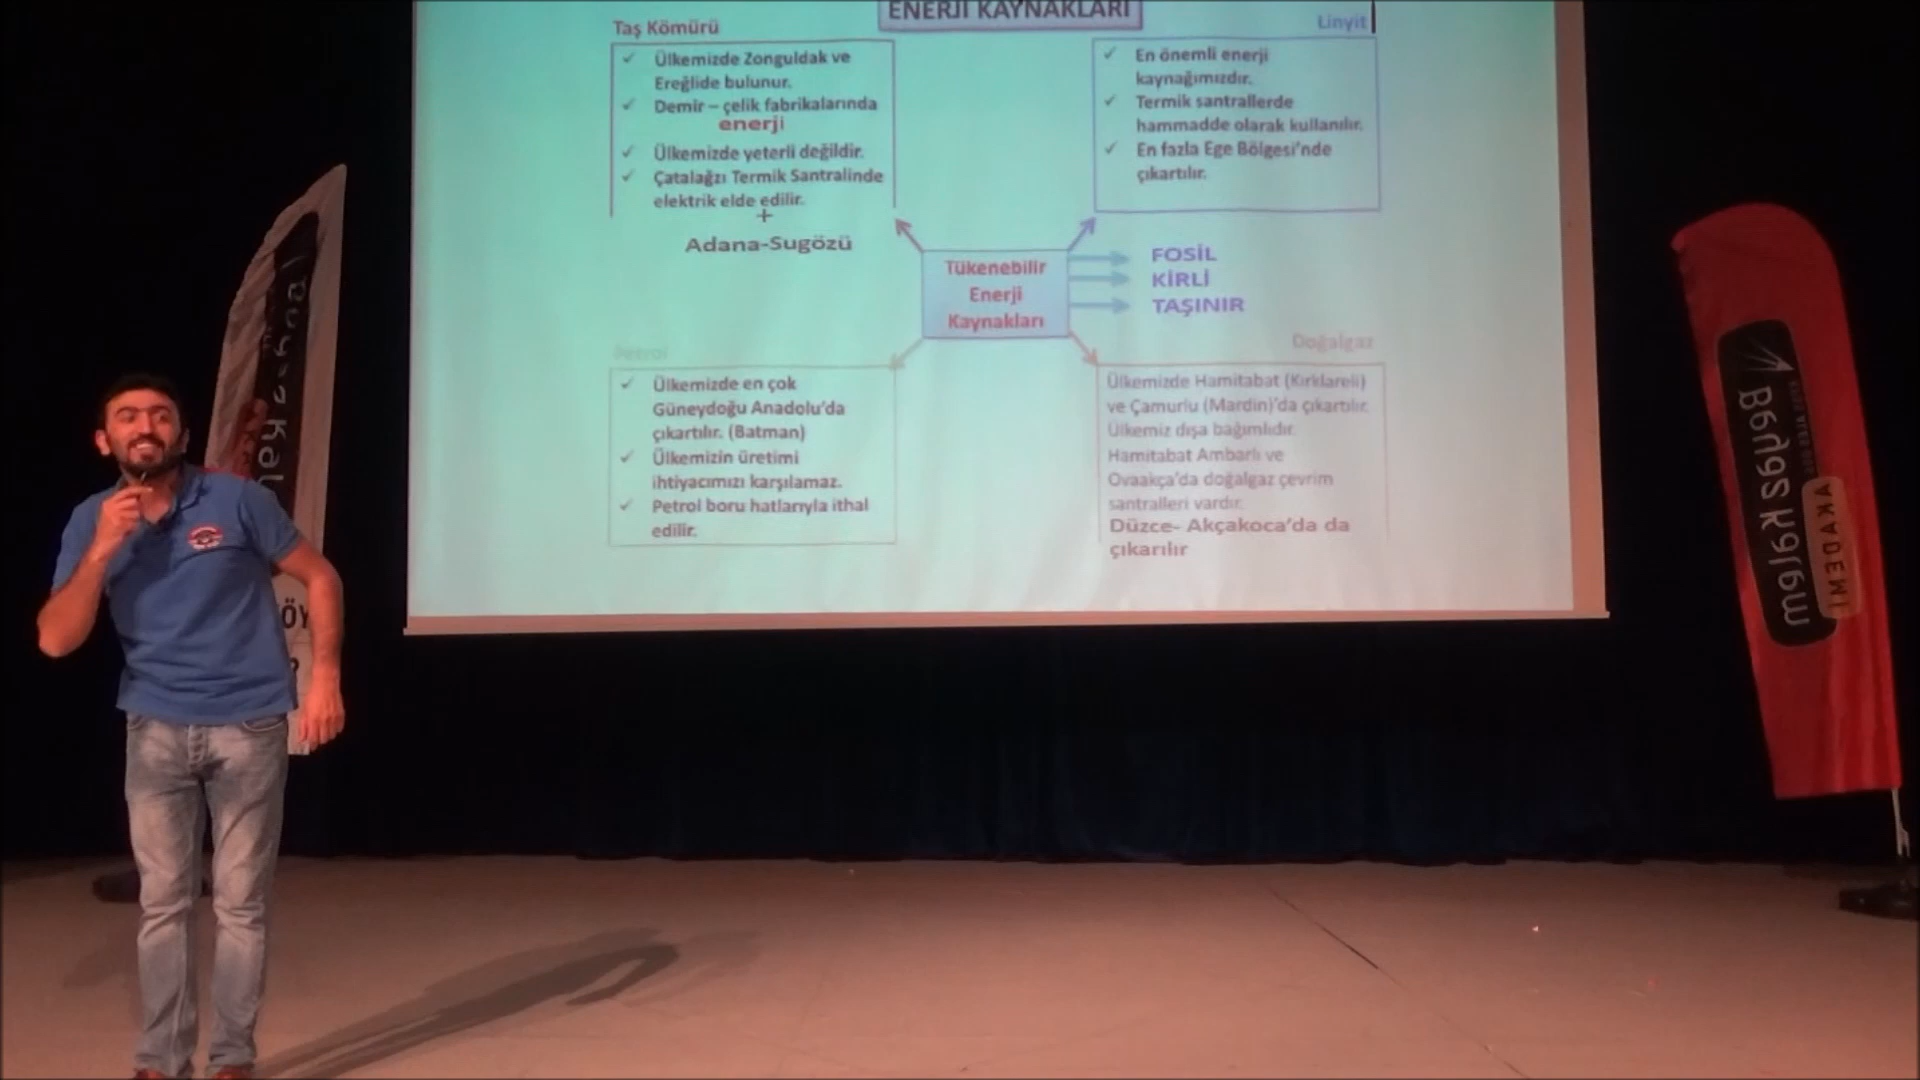 ENERJİ KAYNAKLARI
Taş Kömürü
Ülkemizde Zonguldak ve
Ereğlide bulunur.
Demir – çelik fabrikalarında
enerji
Ülkemizde yeterli değildir.
Çatalağzı Termik Santralinde
elektrik elde edilir.
+
Adana-Sugözü
Linyit
En önemli enerji
kaynağımızdır.
Termik santrallerde
hammadde olarak kullanılır.
En fazla Ege Bölgesi'nde
çıkartılır.
Tükenebilir
Enerji
Kaynakları
FOSİL
KİRLİ
TAŞINIR
Petrol
Ülkemizde en çok
Güneydoğu Anadolu'da
çıkartılır. (Batman)
Ülkemizin üretimi
ihtiyacımızı karşılamaz.
Petrol boru hatlarıyla ithal
edilir.
Doğalgaz
Ülkemizde Hamitabat (Kırklareli)
ve Çamurlu (Mardin)'da çıkartılır.
Ülkemiz dışa bağımlıdır.
Hamitabat Ambarlı ve
Ovaakça'da doğalgaz çevrim
santralleri vardır.
Düzce- Akçakoca'da da
çıkarılır
Bengez Kalem
AKADEMİ
ÖY